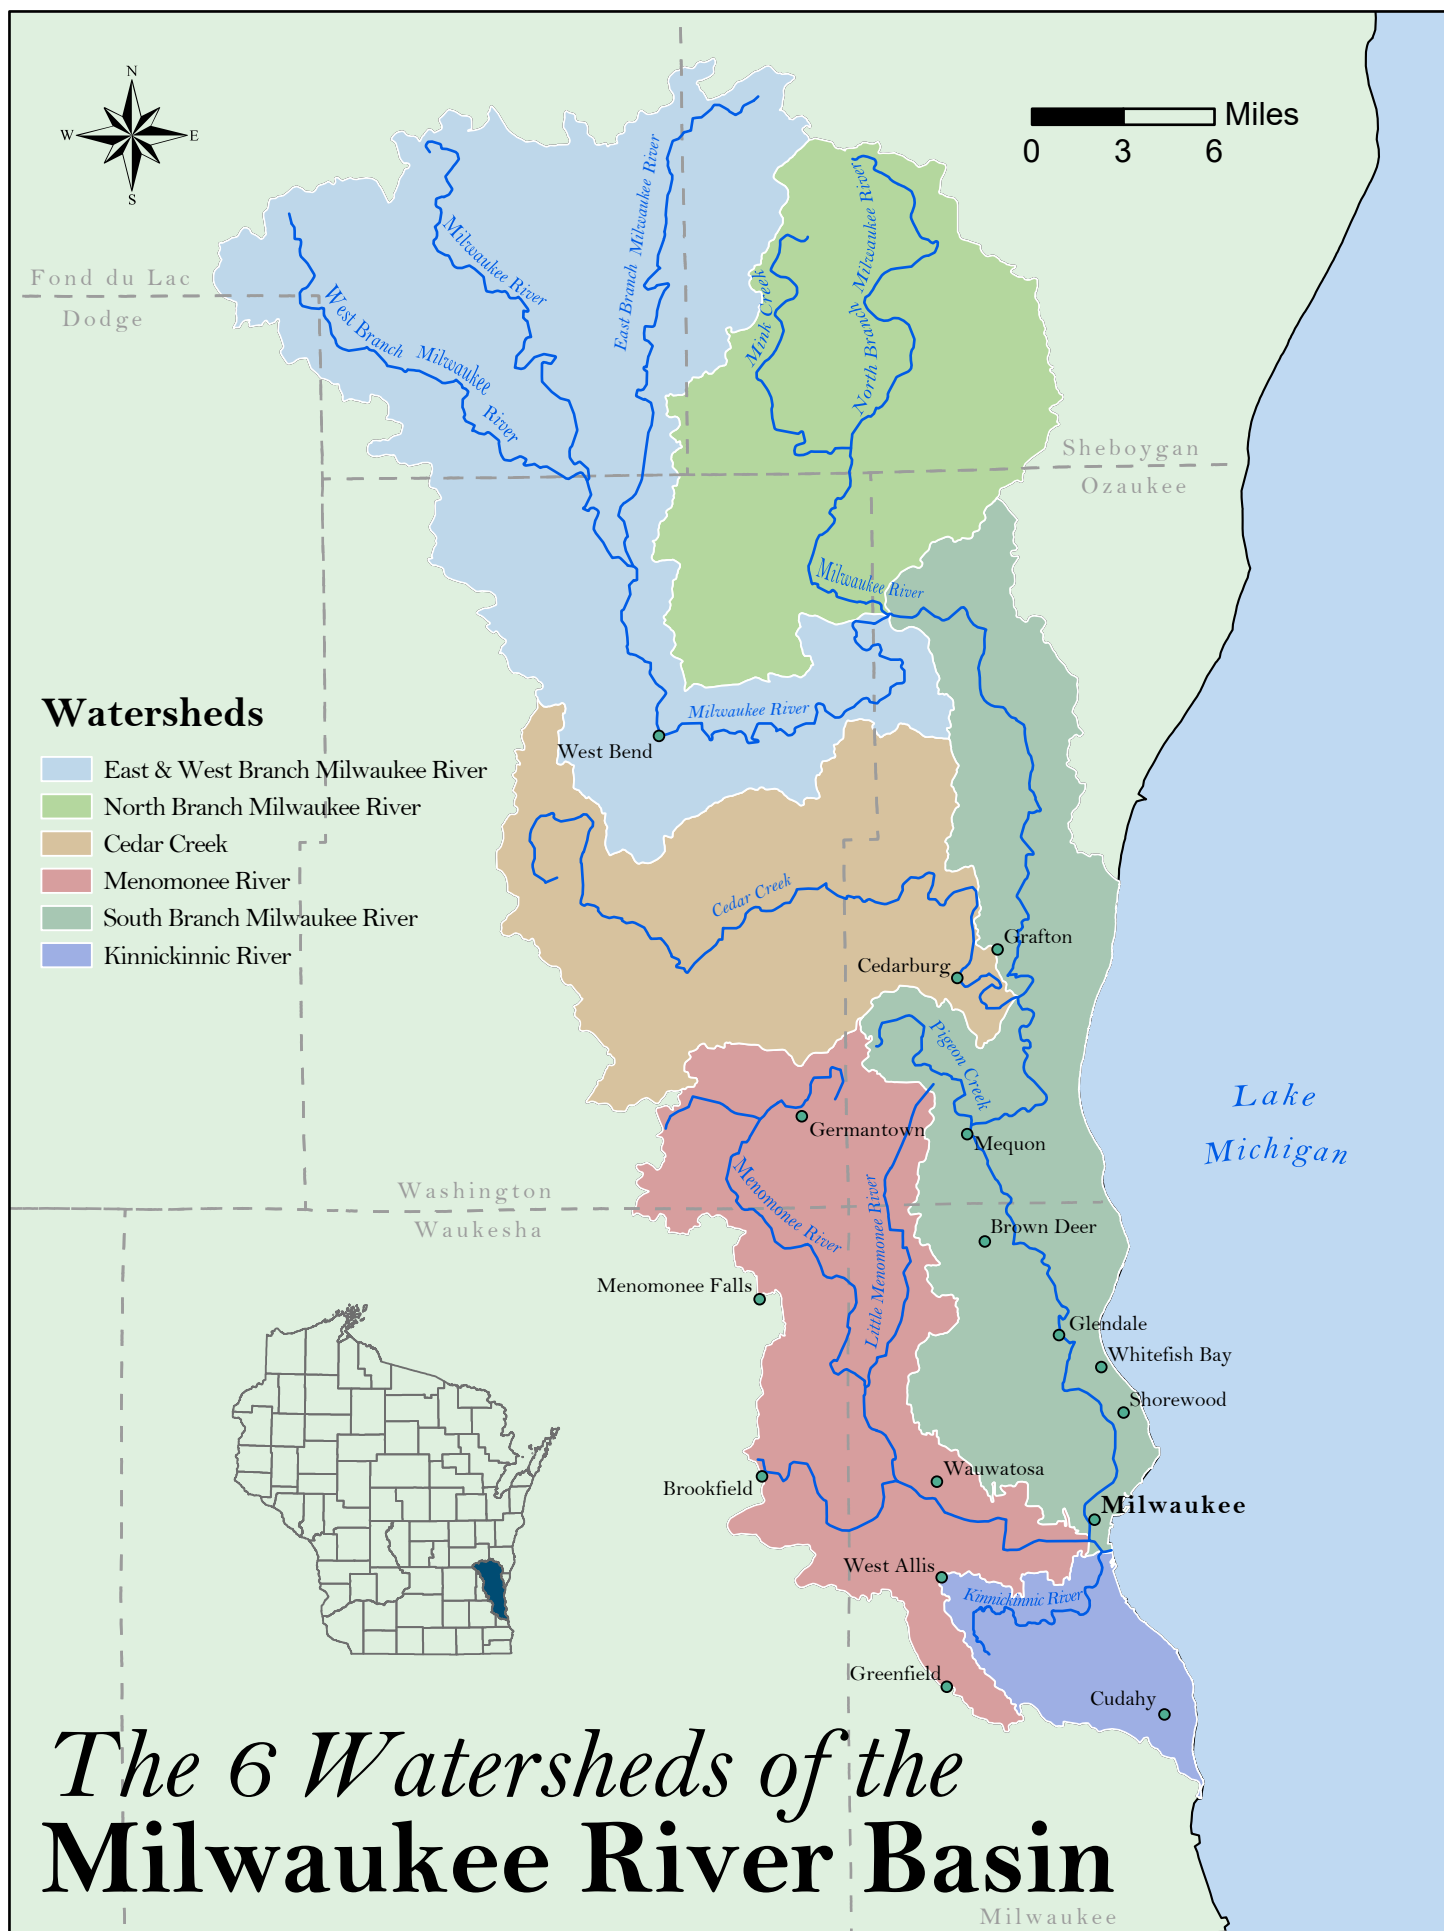 N
W
E
S
Miles
0 3 6
Fond du Lac
Dodge
Milwaukee River
East Branch Milwaukee River
West Branch Milwaukee River
Mink Creek
North Branch Milwaukee River
Sheboygan
Ozaukee
Milwaukee River
Milwaukee River
West Bend
Watersheds
East & West Branch Milwaukee River
North Branch Milwaukee River
Cedar Creek
Menomonee River
South Branch Milwaukee River
Kinnickinnic River
Cedar Creek
Grafton
Cedarburg
Pigeon Creek
Germantown
Mequon
Lake
Michigan
Washington
Waukesha
Menomonee River
Little Menomonee River
Brown Deer
Menomonee Falls
Glendale
Whitefish Bay
Shorewood
Wauwatosa
Brookfield
Milwaukee
West Allis
Kinnickinnic River
Greenfield
Cudahy
The 6 Watersheds of the
Milwaukee River Basin
Milwaukee